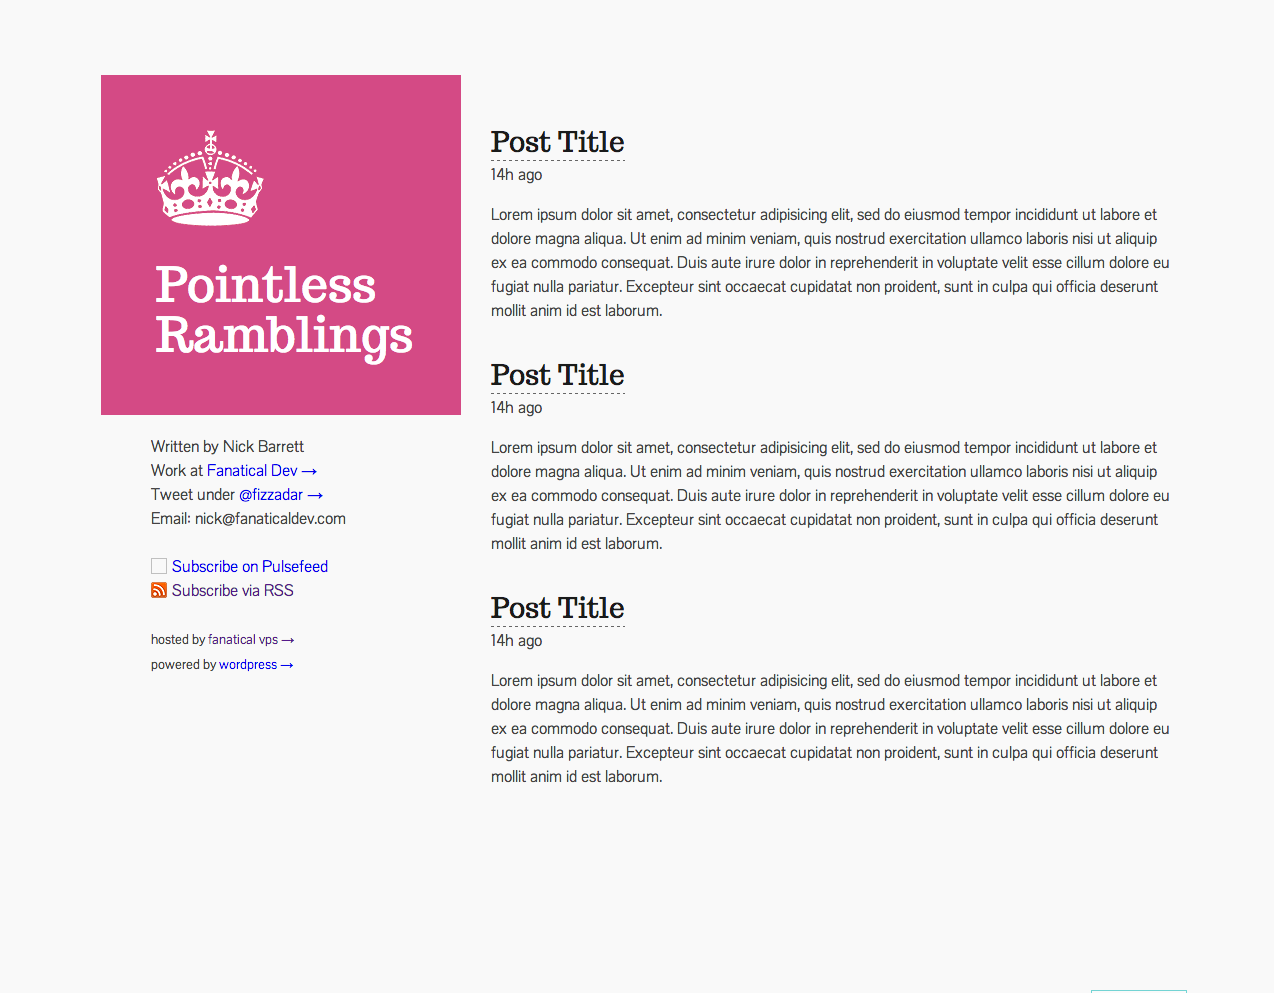 Pointless
Ramblings
Written by Nick Barrett
Work at Fanatical Dev →
Tweet under @fizzadar →
Email: nick@fanaticaldev.com
Subscribe on Pulsefeed
Subscribe via RSS
hosted by fanatical vps →
powered by wordpress →
Post Title
14h ago
Lorem ipsum dolor sit amet, consectetur adipisicing elit, sed do eiusmod tempor incididunt ut labore et
dolore magna aliqua. Ut enim ad minim veniam, quis nostrud exercitation ullamco laboris nisi ut aliquip
ex ea commodo consequat. Duis aute irure dolor in reprehenderit in voluptate velit esse cillum dolore eu
fugiat nulla pariatur. Excepteur sint occaecat cupidatat non proident, sunt in culpa qui officia deserunt
mollit anim id est laborum.
Post Title
14h ago
Lorem ipsum dolor sit amet, consectetur adipisicing elit, sed do eiusmod tempor incididunt ut labore et
dolore magna aliqua. Ut enim ad minim veniam, quis nostrud exercitation ullamco laboris nisi ut aliquip
ex ea commodo consequat. Duis aute irure dolor in reprehenderit in voluptate velit esse cillum dolore eu
fugiat nulla pariatur. Excepteur sint occaecat cupidatat non proident, sunt in culpa qui officia deserunt
mollit anim id est laborum.
Post Title
14h ago
Lorem ipsum dolor sit amet, consectetur adipisicing elit, sed do eiusmod tempor incididunt ut labore et
dolore magna aliqua. Ut enim ad minim veniam, quis nostrud exercitation ullamco laboris nisi ut aliquip
ex ea commodo consequat. Duis aute irure dolor in reprehenderit in voluptate velit esse cillum dolore eu
fugiat nulla pariatur. Excepteur sint occaecat cupidatat non proident, sunt in culpa qui officia deserunt
mollit anim id est laborum.